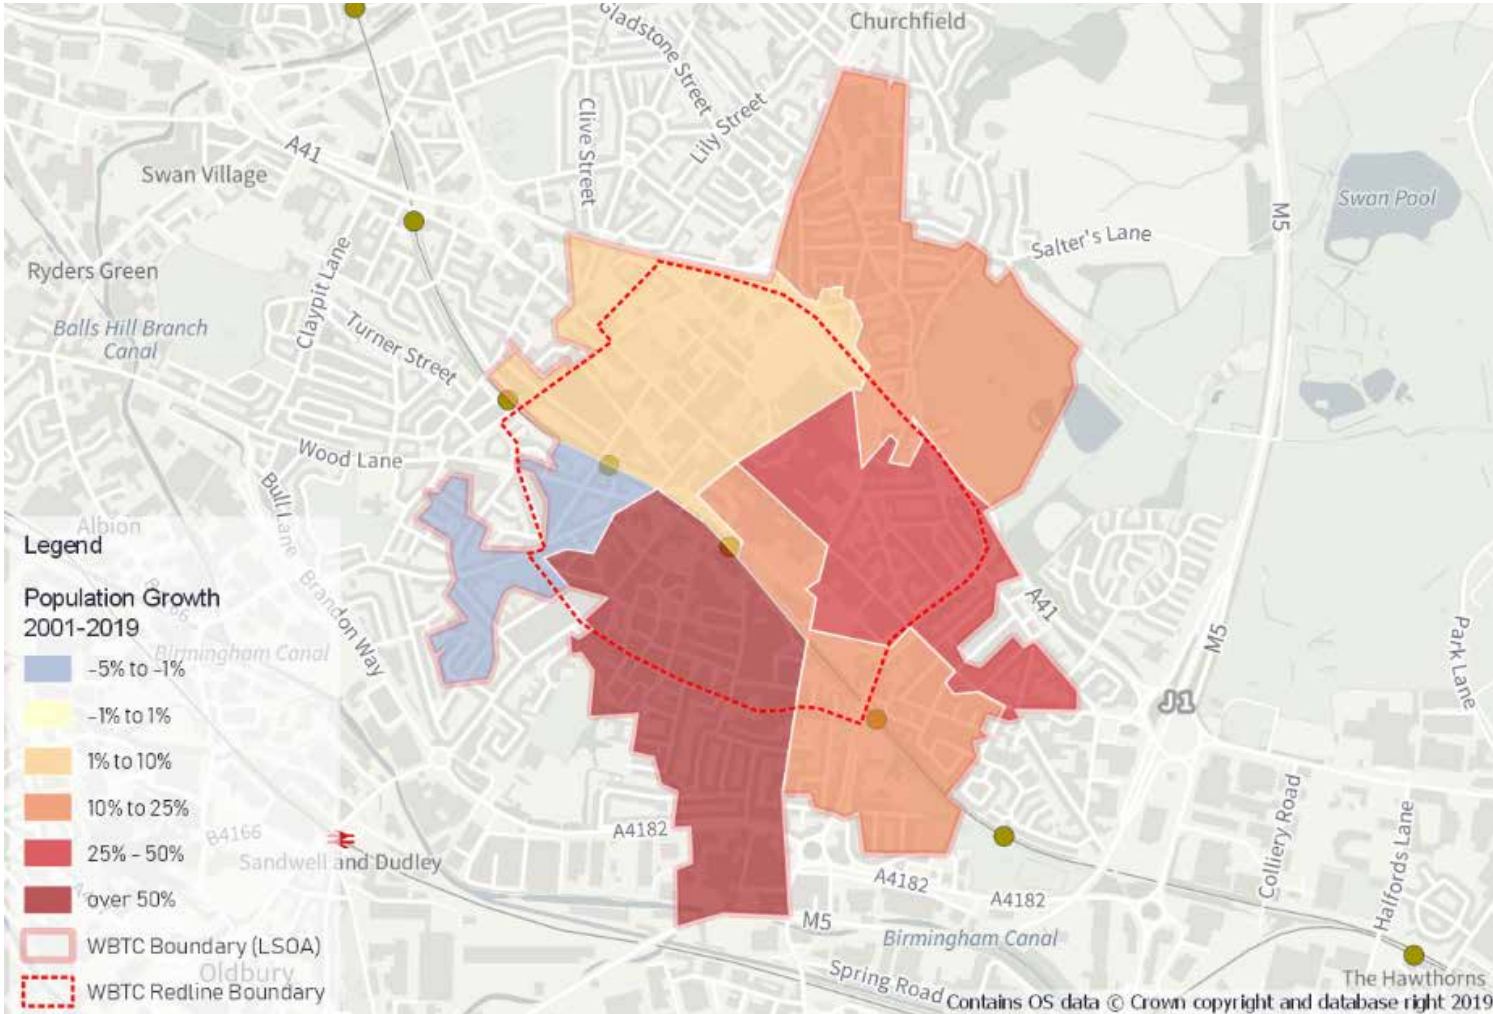 Churchfield
Gladstone Street
Clive Street
Lily Street
A41
Swan Village
Swan Pool
M5
Salter's Lane
Claypit Lane
Ryders Green
Balls Hill Branch
Canal
Turner Street
Wood Lane
Bull Lane
Albion
Legend
Population Growth
2001-2019
-5% to -1%
-1% to 1%
1% to 10%
10% to 25%
25% - 50%
over 50%
WBTC Boundary (LSOA)
WBTC Redline Boundary
Brandon Way
Birmingham Canal
A41
M5
Park Lane
J1
B4166
Sandwell and Dudley
A4182
A4182
A4182
Colliery Road
Halfords Lane
M5
Birmingham Canal
Oldbury
Spring Road
The Hawthorns
Contains OS data © Crown copyright and database right 2019